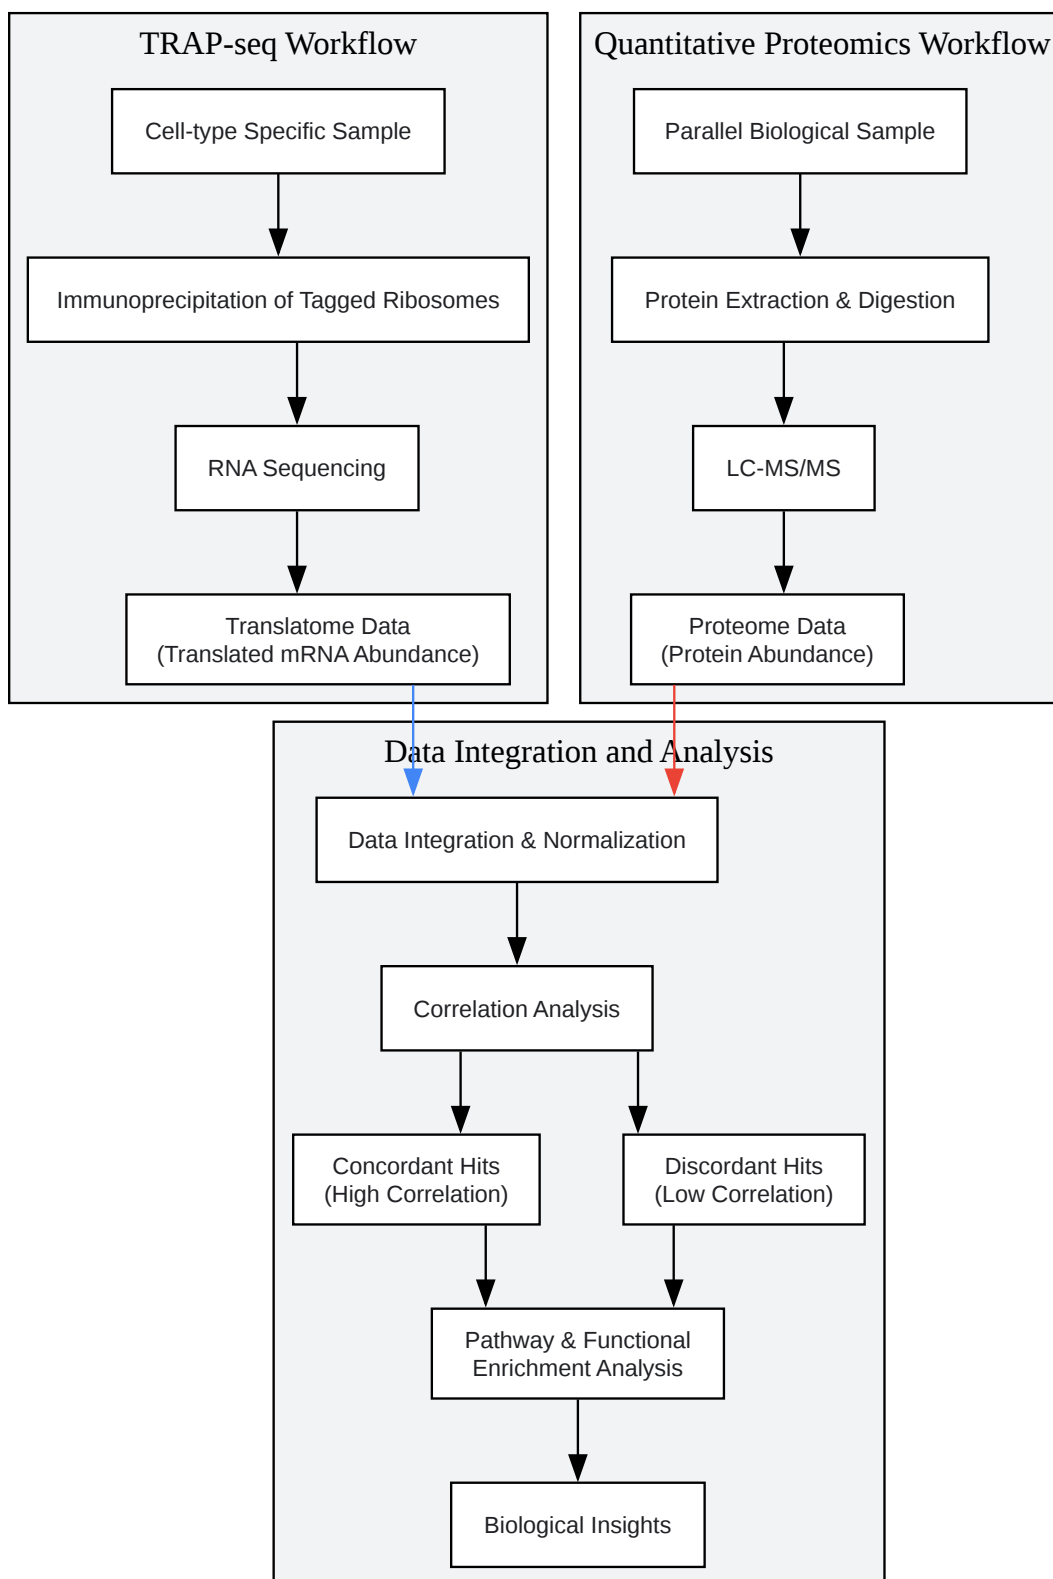 TRAP-seq Workflow
Cell-type Specific Sample
Immunoprecipitation of Tagged Ribosomes
RNA Sequencing
Translatome Data
(Translated mRNA Abundance)
Quantitative Proteomics Workflow
Parallel Biological Sample
Protein Extraction & Digestion
LC-MS/MS
Proteome Data
(Protein Abundance)
Data Integration and Analysis
Data Integration & Normalization
Correlation Analysis
Concordant Hits
(High Correlation)
Discordant Hits
(Low Correlation)
Pathway & Functional
Enrichment Analysis
Biological Insights